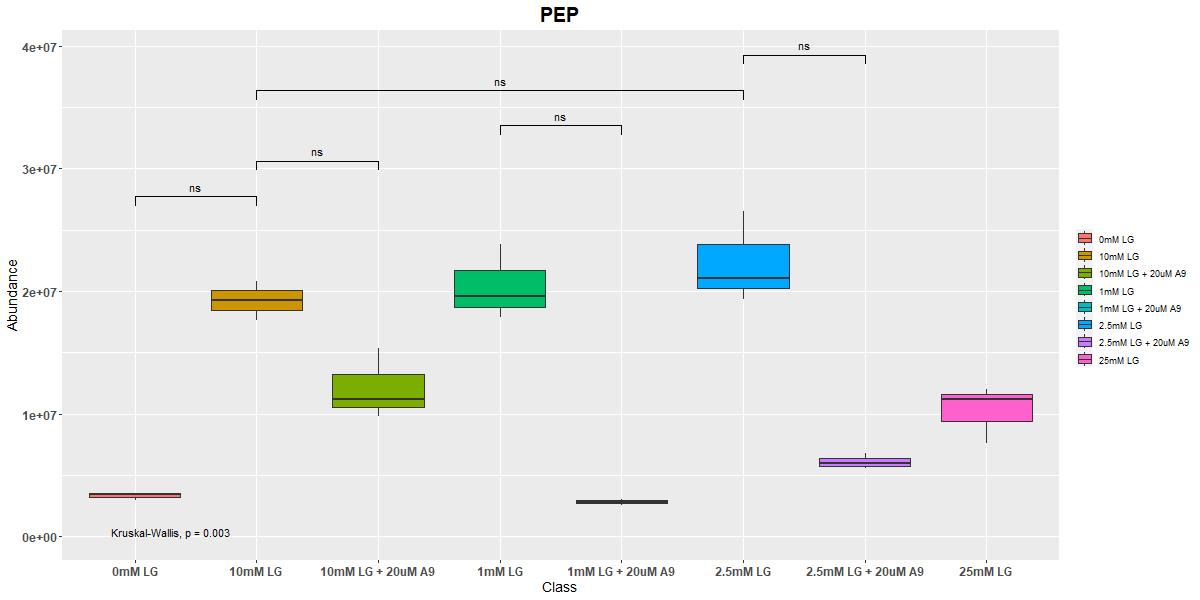 PEP
Abundance
4e+07
3e+07
2e+07
1e+07
0e+00
ns
ns
ns
ns
ns
Kruskal-Wallis, p = 0.003
0mM LG
10mM LG
10mM LG + 20uM A9
1mM LG
1mM LG + 20uM A9
2.5mM LG
2.5mM LG + 20uM A9
25mM LG
Class
0mM LG
10mM LG
10mM LG + 20uM A9
1mM LG
1mM LG + 20uM A9
2.5mM LG
2.5mM LG + 20uM A9
25mM LG